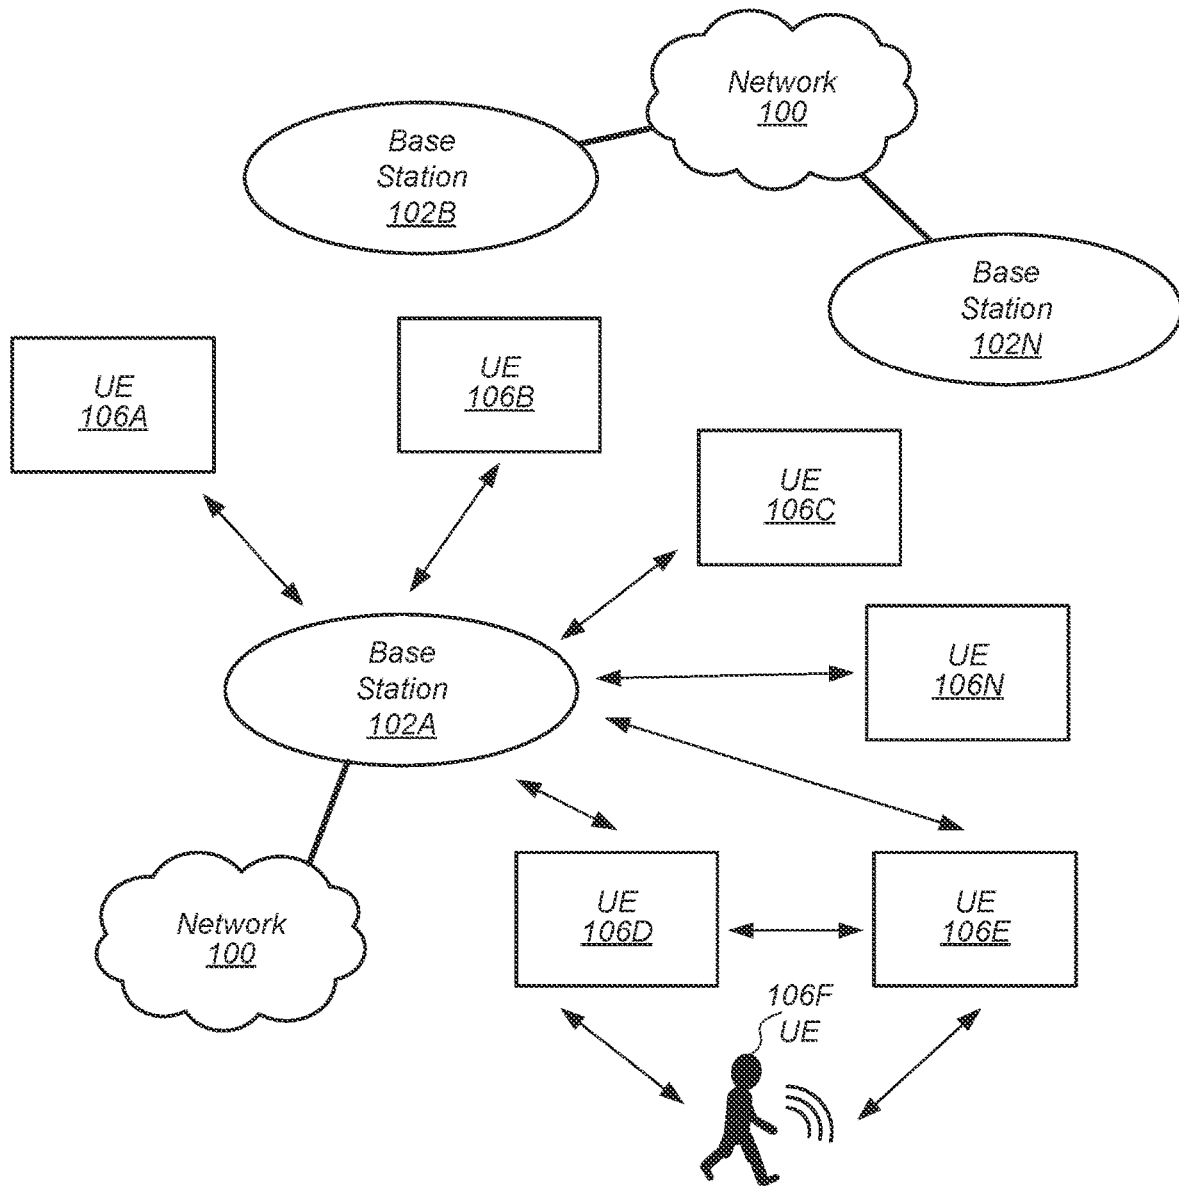 Network
100
Base
Station
102B
Base
Station
102N
UE
106A
UE
106B
UE
106C
Base
Station
102A
UE
106N
Network
100
UE
106D
UE
106E
106F
UE